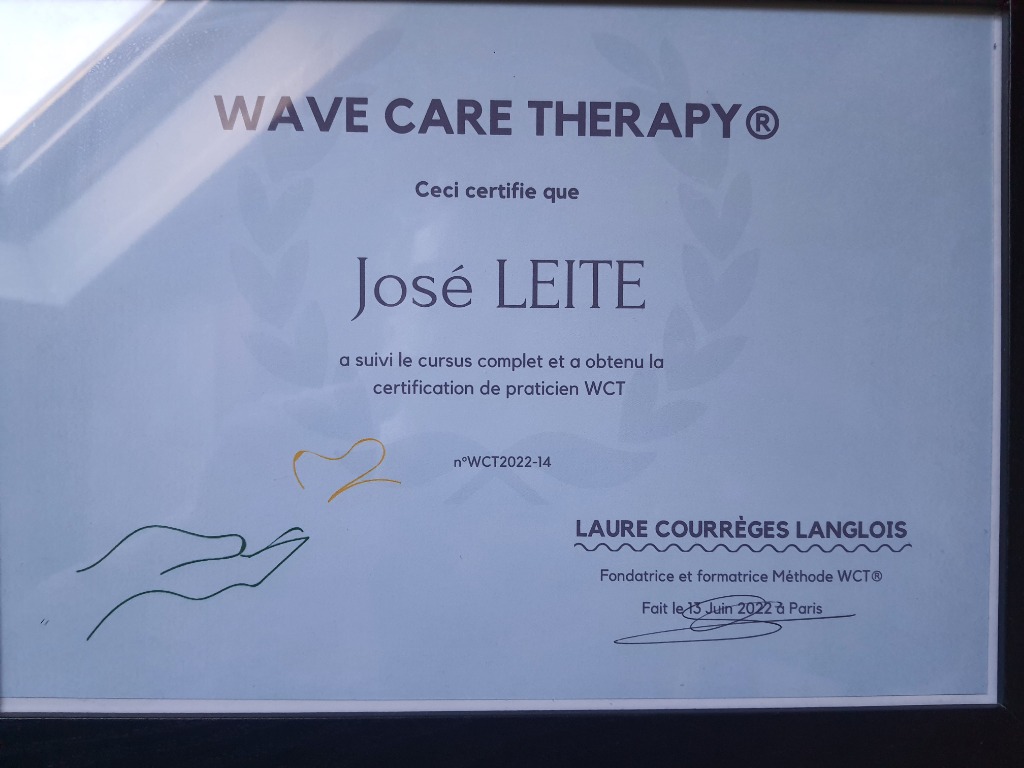 WAVE CARE THERAPY®
Ceci certifie que
José LEITE
a suivi le cursus complet et a obtenu la
certification de praticien WCT
n°WCT2022-14
LAURE COURRÈGES LANGLOIS
Fondatrice et formatrice Méthode WCT®
Fait le 13 Juin 2022 à Paris